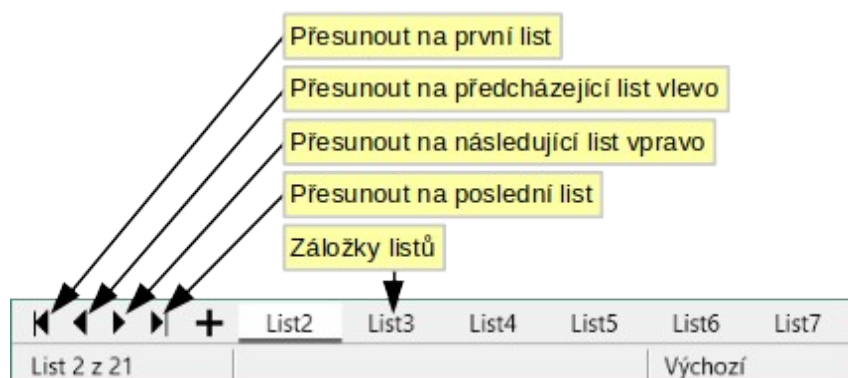 Přesunout na první list
Přesunout na předcházející list vlevo
Přesunout na následující list vpravo
Přesunout na poslední list
Záložky listů
List2 List3 List4 List5 List6 List7
List 2 z 21 Výchozí